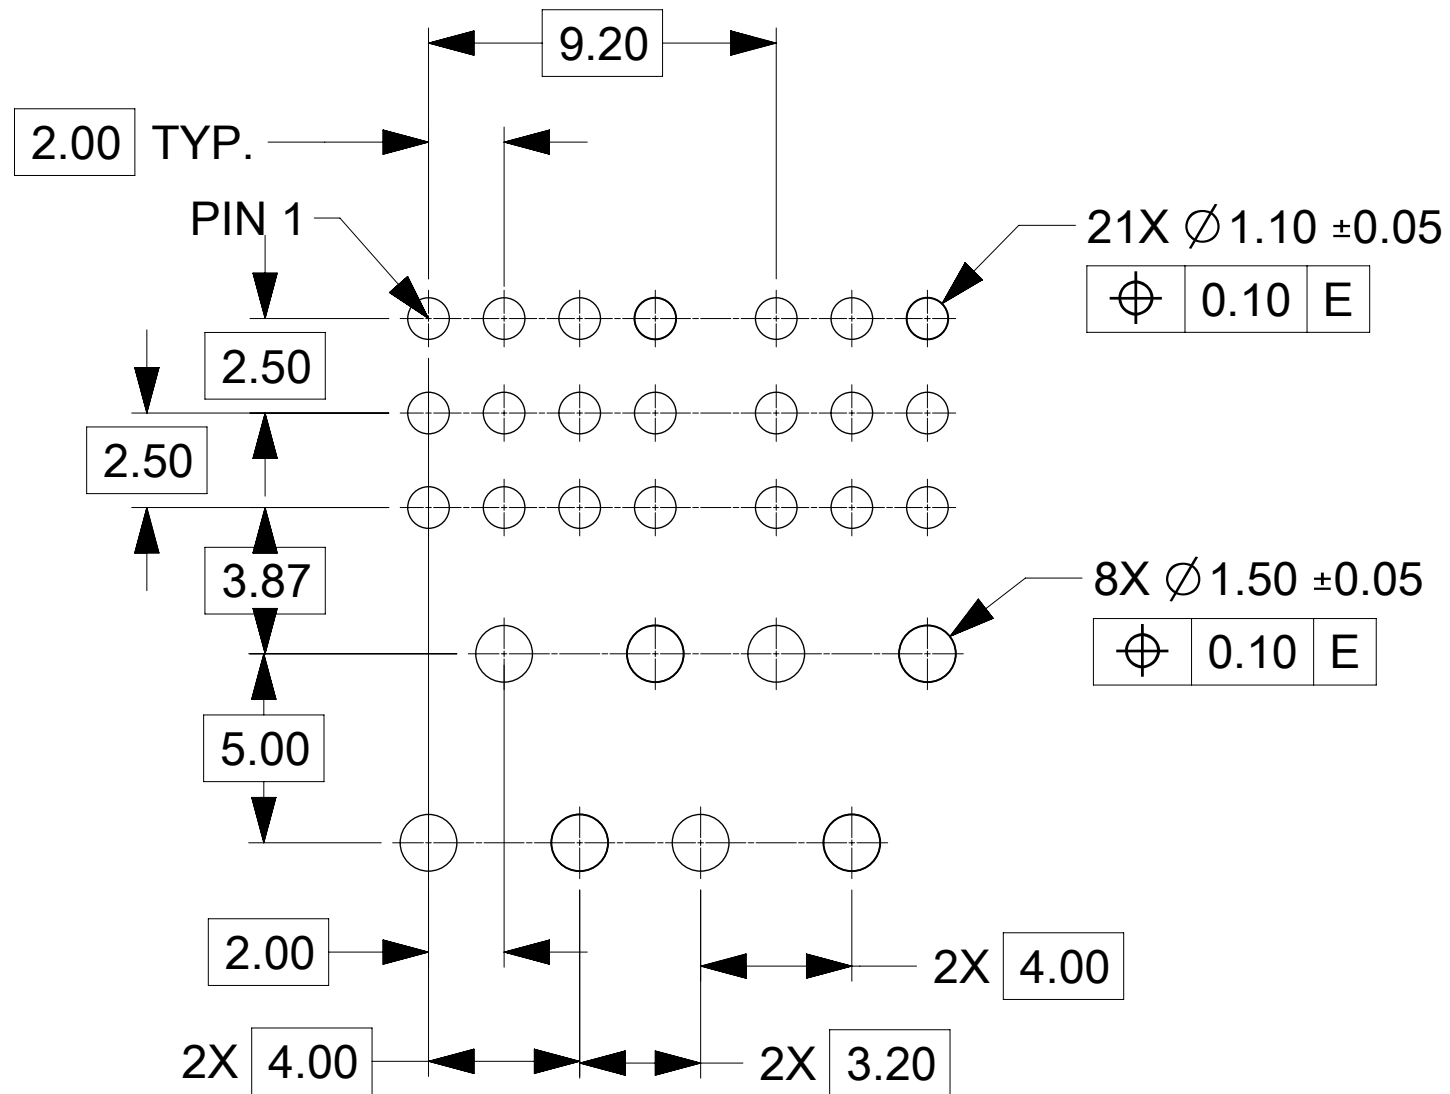 9.20
2.00 TYP.
PIN 1
21X ∅ 1.10 ±0.05
⌖ 0.10 E
2.50
2.50
3.87
8X ∅ 1.50 ±0.05
⌖ 0.10 E
5.00
2.00
2X 4.00
2X 4.00
2X 3.20